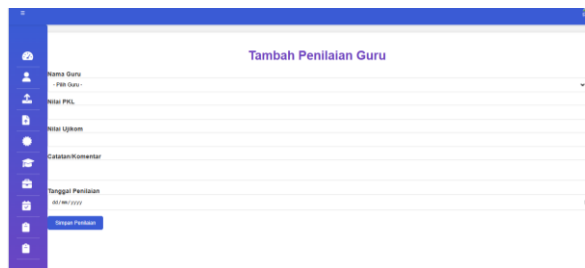 Tambah Penilaian Guru
Nama Guru
- Pilih Guru -
Nilai PKL
Nilai Ujikom
Catatan/Komentar
Tanggal Penilaian
dd/mm/yyyy
Simpan Penilaian